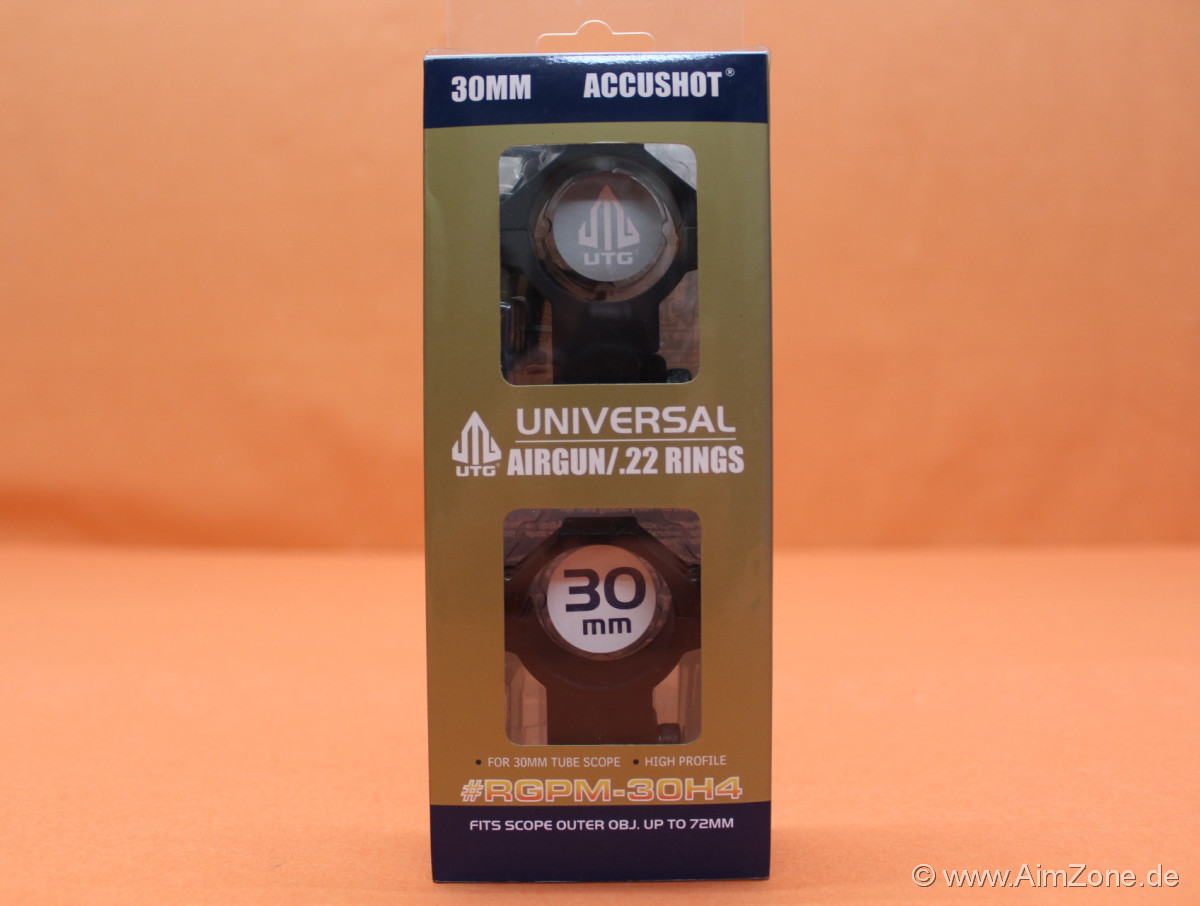 30MM ACCUSHOT®
UTG
UNIVERSAL
UTG® AIRGUN/.22 RINGS
30
mm
• FOR 30MM TUBE SCOPE • HIGH PROFILE
#RGPM-30H4
FITS SCOPE OUTER OBJ. UP TO 72MM
© www.AimZone.de